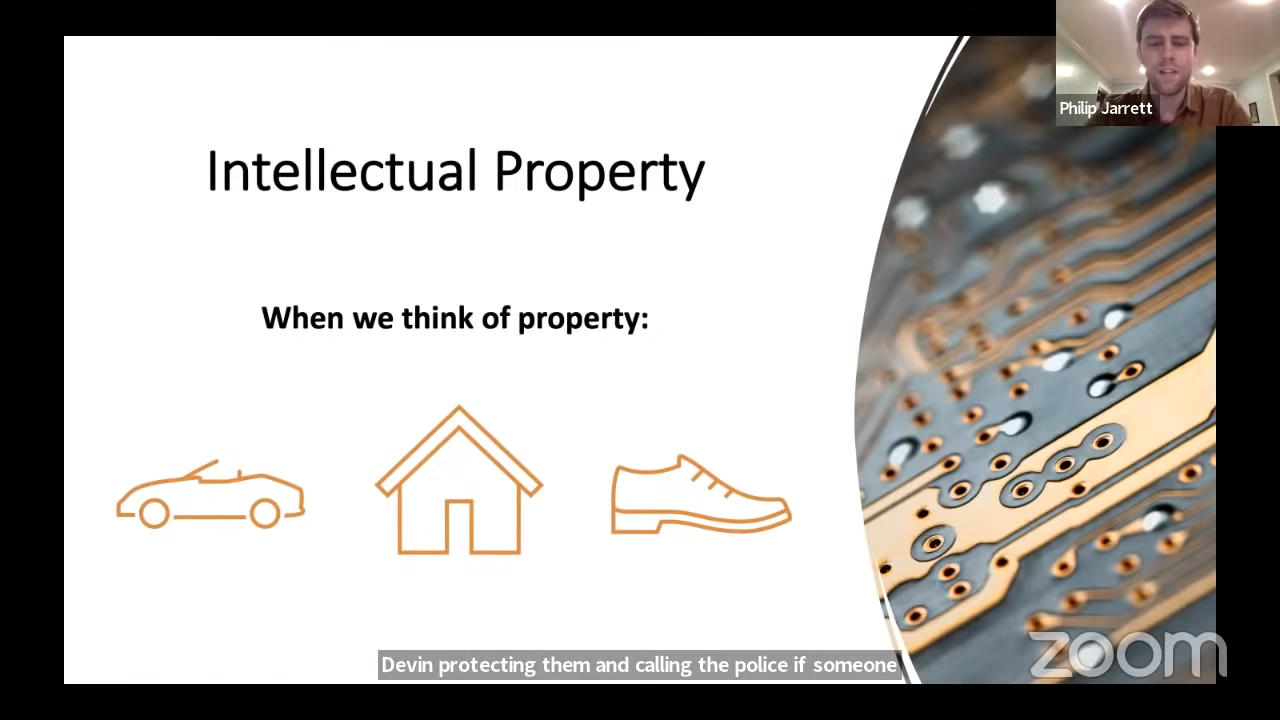 Philip Jarrett
Intellectual Property
When we think of property:
Devin protecting them and calling the police if someone
zoom